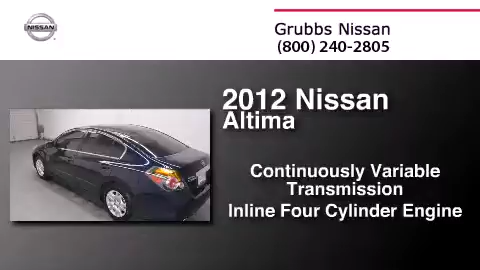 NISSAN
Grubbs Nissan
(800) 240-2805
2012 Nissan
Altima
Continuously Variable
Transmission
Inline Four Cylinder Engine